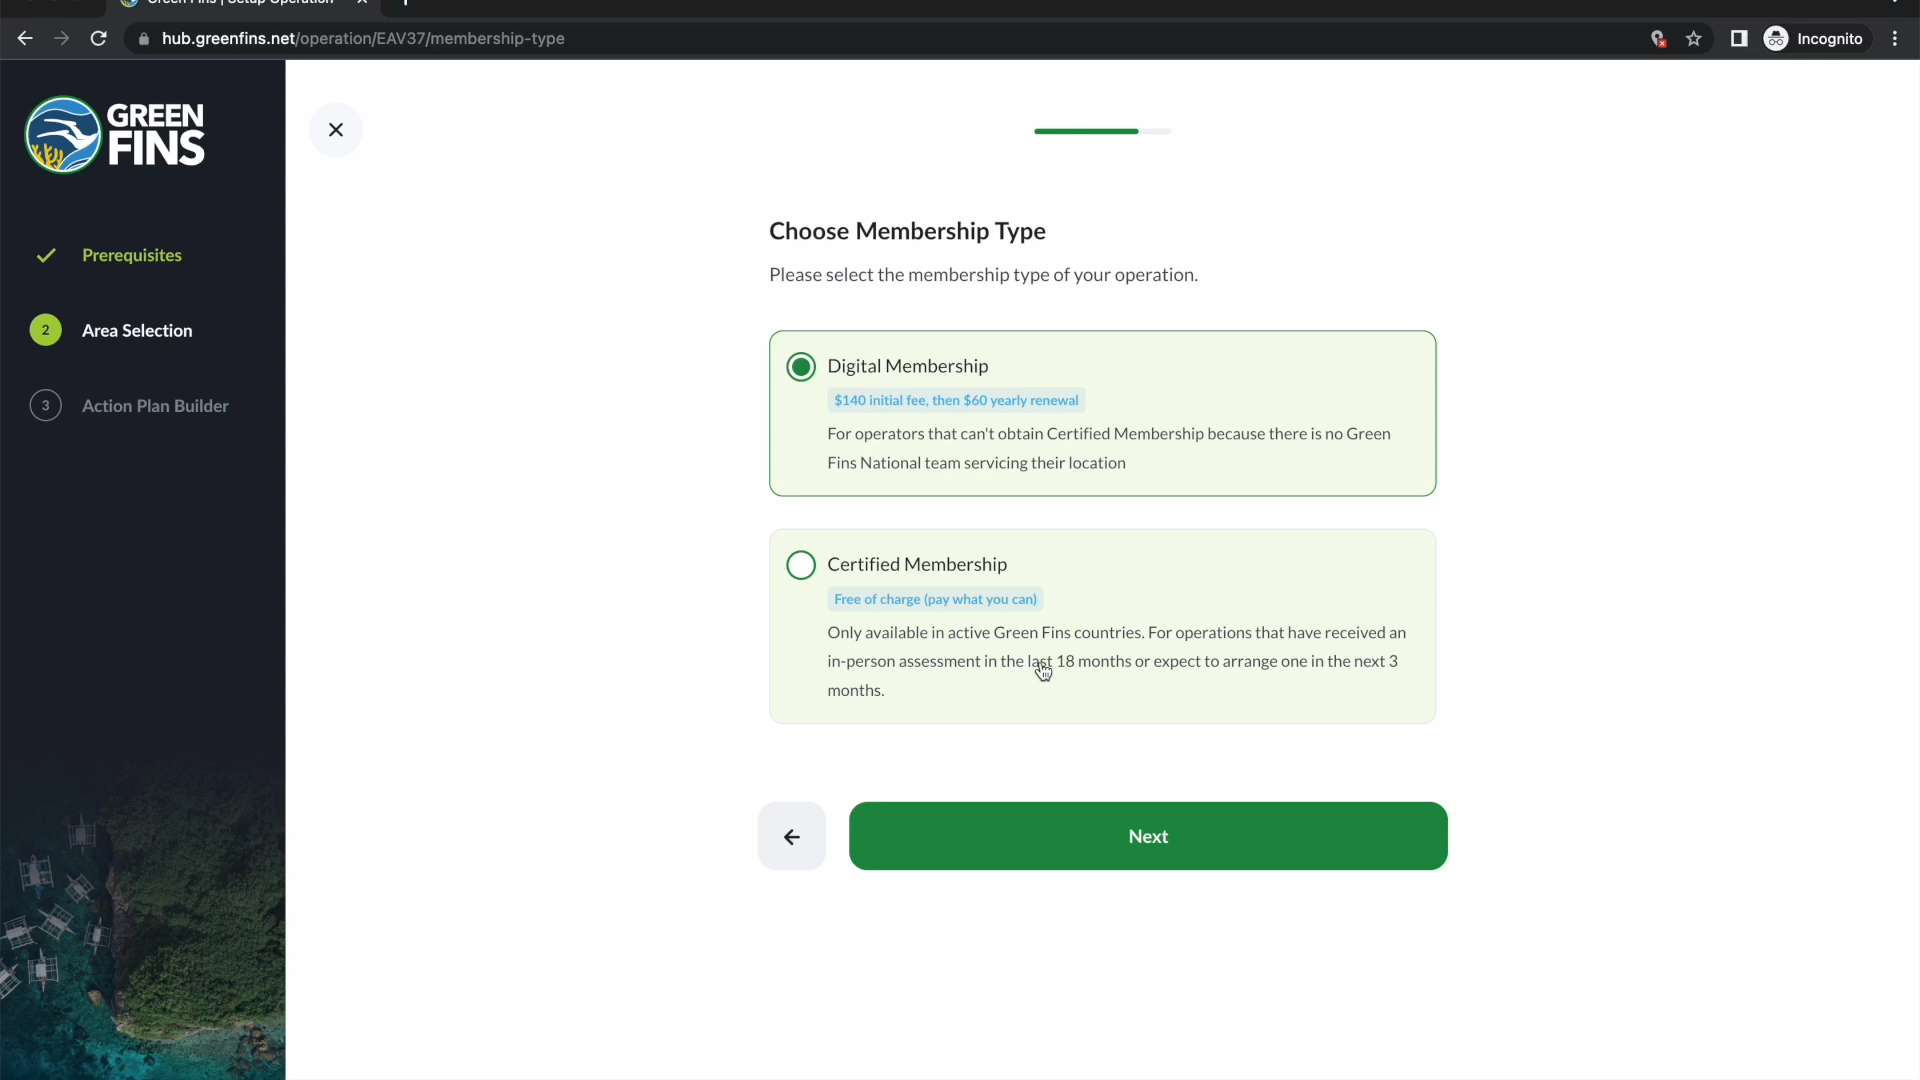 Green Fins | Setup Operation
hub.greenfins.net/operation/EAV37/membership-type
Incognito
GREEN
FINS
Prerequisites
2 Area Selection
3 Action Plan Builder
Choose Membership Type
Please select the membership type of your operation.
Digital Membership
$140 initial fee, then $60 yearly renewal
For operators that can't obtain Certified Membership because there is no Green
Fins National team servicing their location
Certified Membership
Free of charge (pay what you can)
Only available in active Green Fins countries. For operations that have received an
in-person assessment in the last 18 months or expect to arrange one in the next 3
months.
Next